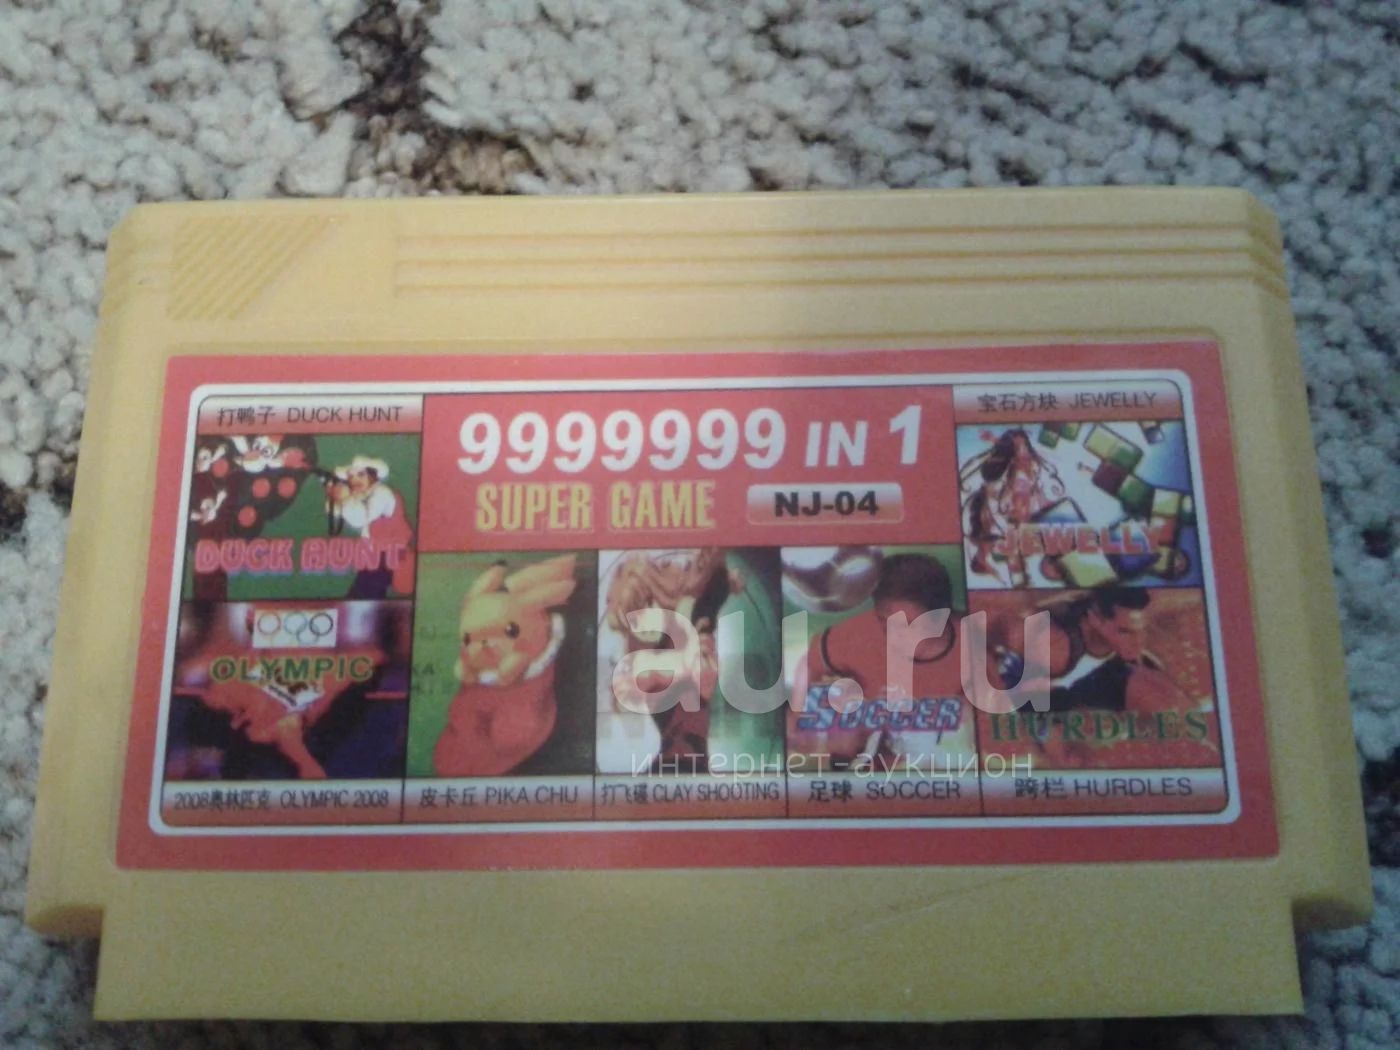 打鸭子 DUCK HUNT
9999999 IN 1
宝石方块 JEWELLY
SUPER GAME
NJ-04
DUCK HUNT
JEWELLY
OLYMPIC
au.ru
SOCCER
HURDLES
интернет-аукцион
2008奥林匹克 OLYMPIC 2008
皮卡丘 PIKA CHU
打飞碟 CLAY SHOOTING
足球 SOCCER
跨栏 HURDLES